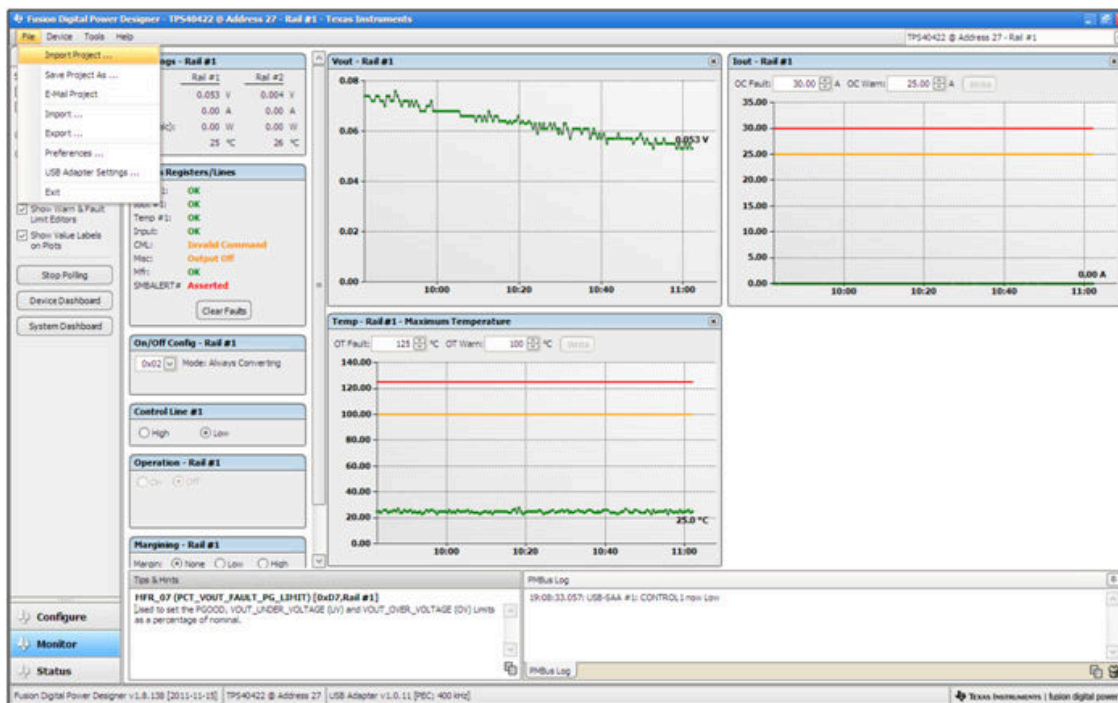 Fusion Digital Power Designer - TPS40422 @ Address 27 - Rail #1 - Texas Instruments
File Device Tools Help
TPS40422 @ Address 27 - Rail #1
Import Project ...
Save Project As ...
E-Mail Project
Import ...
Export ...
Preferences ...
USB Adapter Settings ...
Exit
Show Warn & Fault
Limit Editors
Show Value Labels
on Plots
Stop Polling
Device Dashboard
System Dashboard
- Rail #1
Rail #1 Rail #2
0.053 V 0.004 V
0.00 A 0.00 A
0.00 W 0.00 W
25 °C 26 °C
Registers/Lines
OK
OK
Temp #1: OK
Input: OK
CML: Invalid Command
Misc: Output Off
Mfr: OK
SMBALERT# Asserted
Clear Faults
On/Off Config - Rail #1
0x02 Mode: Always Converting
Control Line #1
High Low
Operation - Rail #1
On Off
Margining - Rail #1
Margin: None Low High
Vout - Rail #1
0.08
0.06
0.04
0.02
0.00
0.053 V
10:00 10:20 10:40 11:00
Iout - Rail #1
OC Fault: 30.00 A OC Warn: 25.00 A Write
35.00
30.00
25.00
20.00
15.00
10.00
5.00
0.00
0.00 A
10:00 10:20 10:40 11:00
Temp - Rail #1 - Maximum Temperature
OT Fault: 125 °C OT Warn: 100 °C Write
140.00
120.00
100.00
80.00
60.00
40.00
20.00
0.00
25.0 °C
10:00 10:20 10:40 11:00
Tips & Hints
MFR_07 (PCT_VOUT_FAULT_PG_LIMIT) [0xD7,Rail #1]
Used to set the PGOOD, VOUT_UNDER_VOLTAGE (UV) and VOUT_OVER_VOLTAGE (OV) Limits
as a percentage of nominal.
PMBus Log
19:08:33.057: USB-SAA #1: CONTROL1 now Low
PMBus Log
Configure
Monitor
Status
Fusion Digital Power Designer v1.8.138 [2011-11-15] TPS40422 @ Address 27 USB Adapter v1.0.11 [PEC; 400 kHz]
TEXAS INSTRUMENTS | fusion digital power